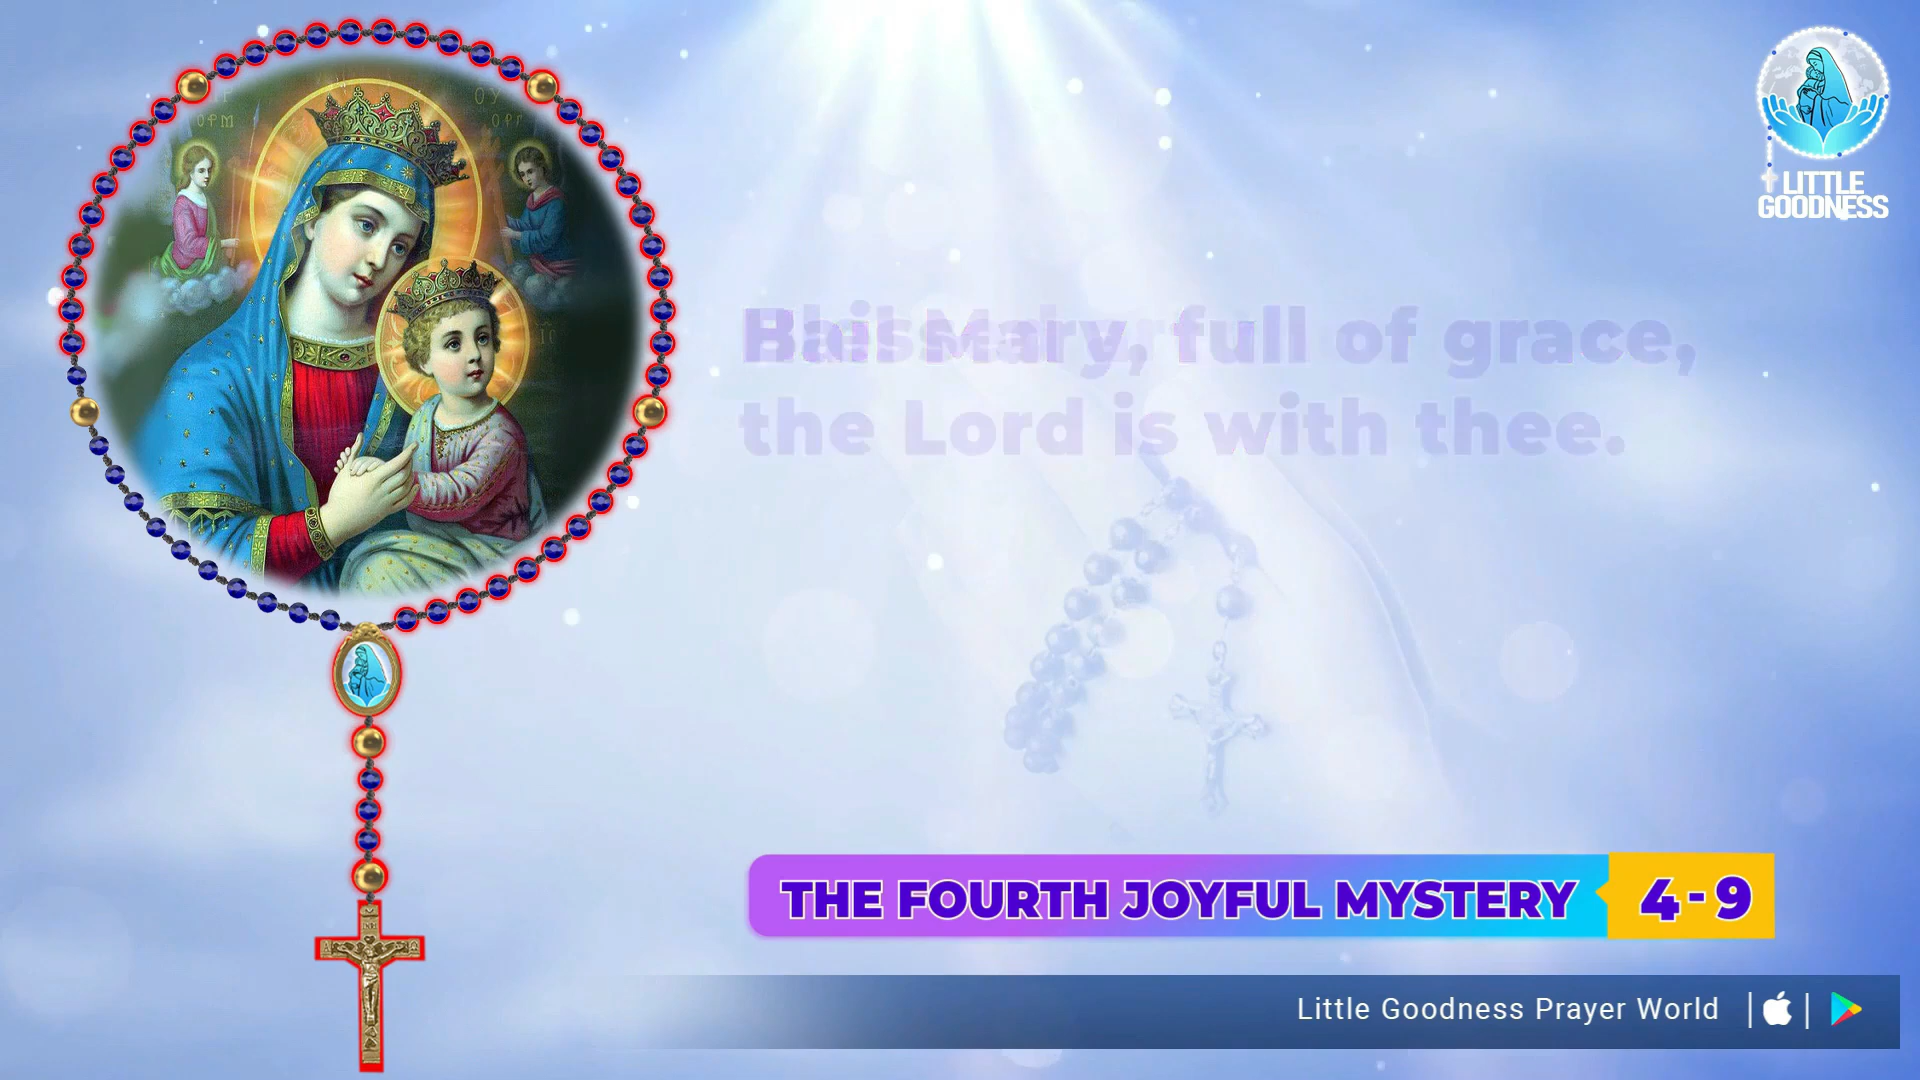 LITTLE
GOODNESS
Hail Mary, full of grace,
the Lord is with thee.
THE FOURTH JOYFUL MYSTERY 4-9
Little Goodness Prayer World